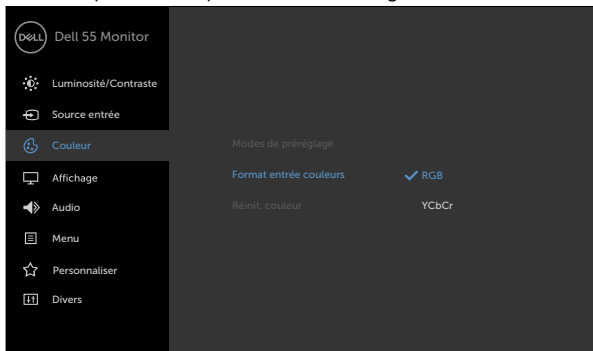 DELL
Dell 55 Monitor
Luminosité/Contraste
Source entrée
Couleur
Modes de préréglage
Affichage
Format entrée couleurs
RGB
Audio
Réinit. couleur
YCbCr
Menu
Personnaliser
Divers